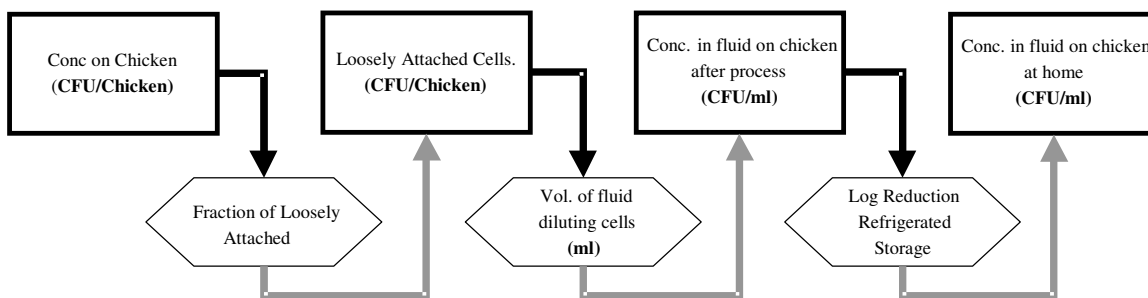 Conc on Chicken
(CFU/Chicken)
Loosely Attached Cells.
(CFU/Chicken)
Conc. in fluid on chicken
after process
(CFU/ml)
Conc. in fluid on chicken
at home
(CFU/ml)
Fraction of Loosely
Attached
Vol. of fluid
diluting cells
(ml)
Log Reduction
Refrigerated
Storage